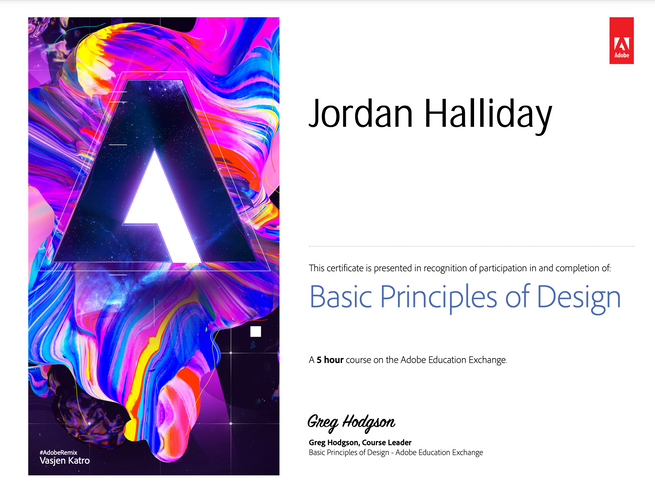 Adobe
Jordan Halliday
This certificate is presented in recognition of participation in and completion of:
Basic Principles of Design
A 5 hour course on the Adobe Education Exchange.
Greg Hodgson
Greg Hodgson, Course Leader
Basic Principles of Design - Adobe Education Exchange
#AdobeRemix
Vasjen Katro